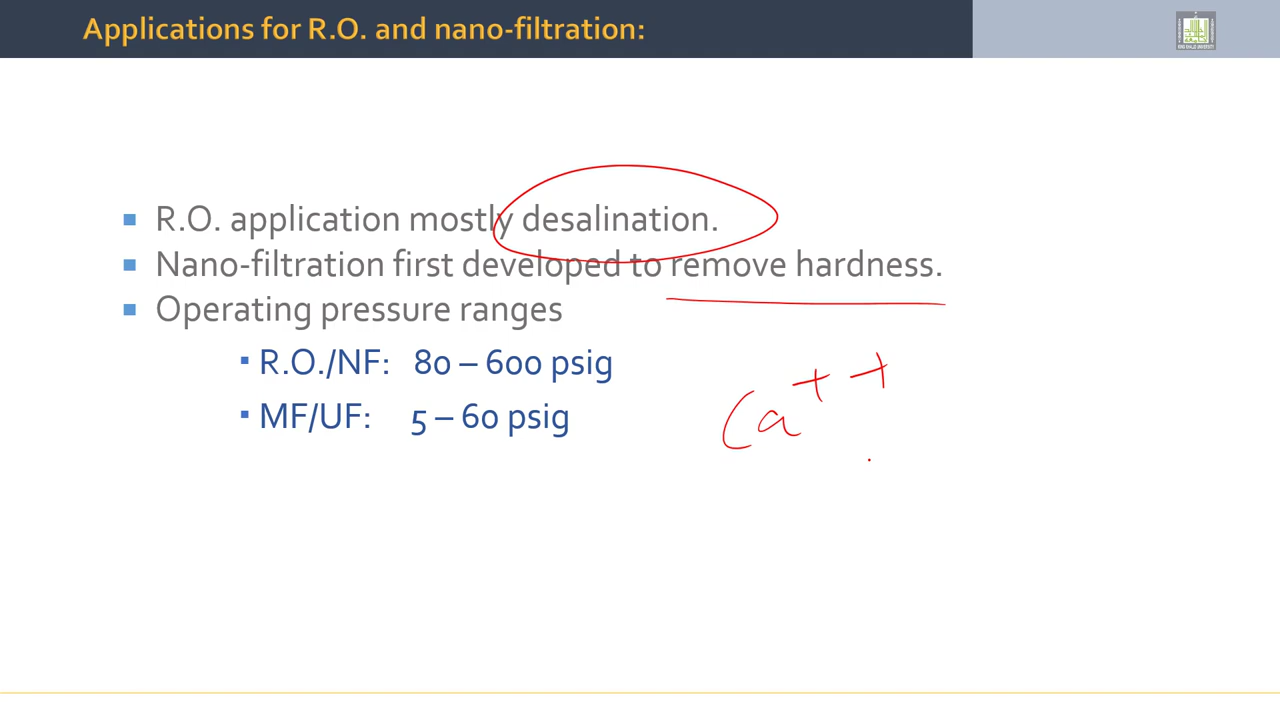 Applications for R.O. and nano-filtration:
▪ R.O. application mostly desalination.
▪ Nano-filtration first developed to remove hardness.
▪ Operating pressure ranges
▪ R.O./NF: 80 – 600 psig
▪ MF/UF: 5 – 60 psig
Ca++